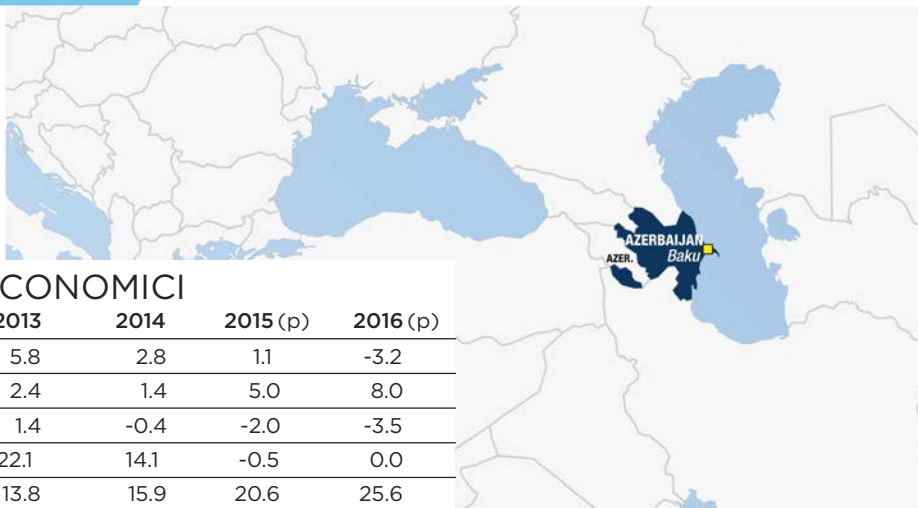 AZERBAIJAN
AZER. Baku
CONOMICI
2013 2014 2015 (p) 2016 (p)
5.8 2.8 1.1 -3.2
2.4 1.4 5.0 8.0
1.4 -0.4 -2.0 -3.5
22.1 14.1 -0.5 0.0
13.8 15.9 20.6 25.6